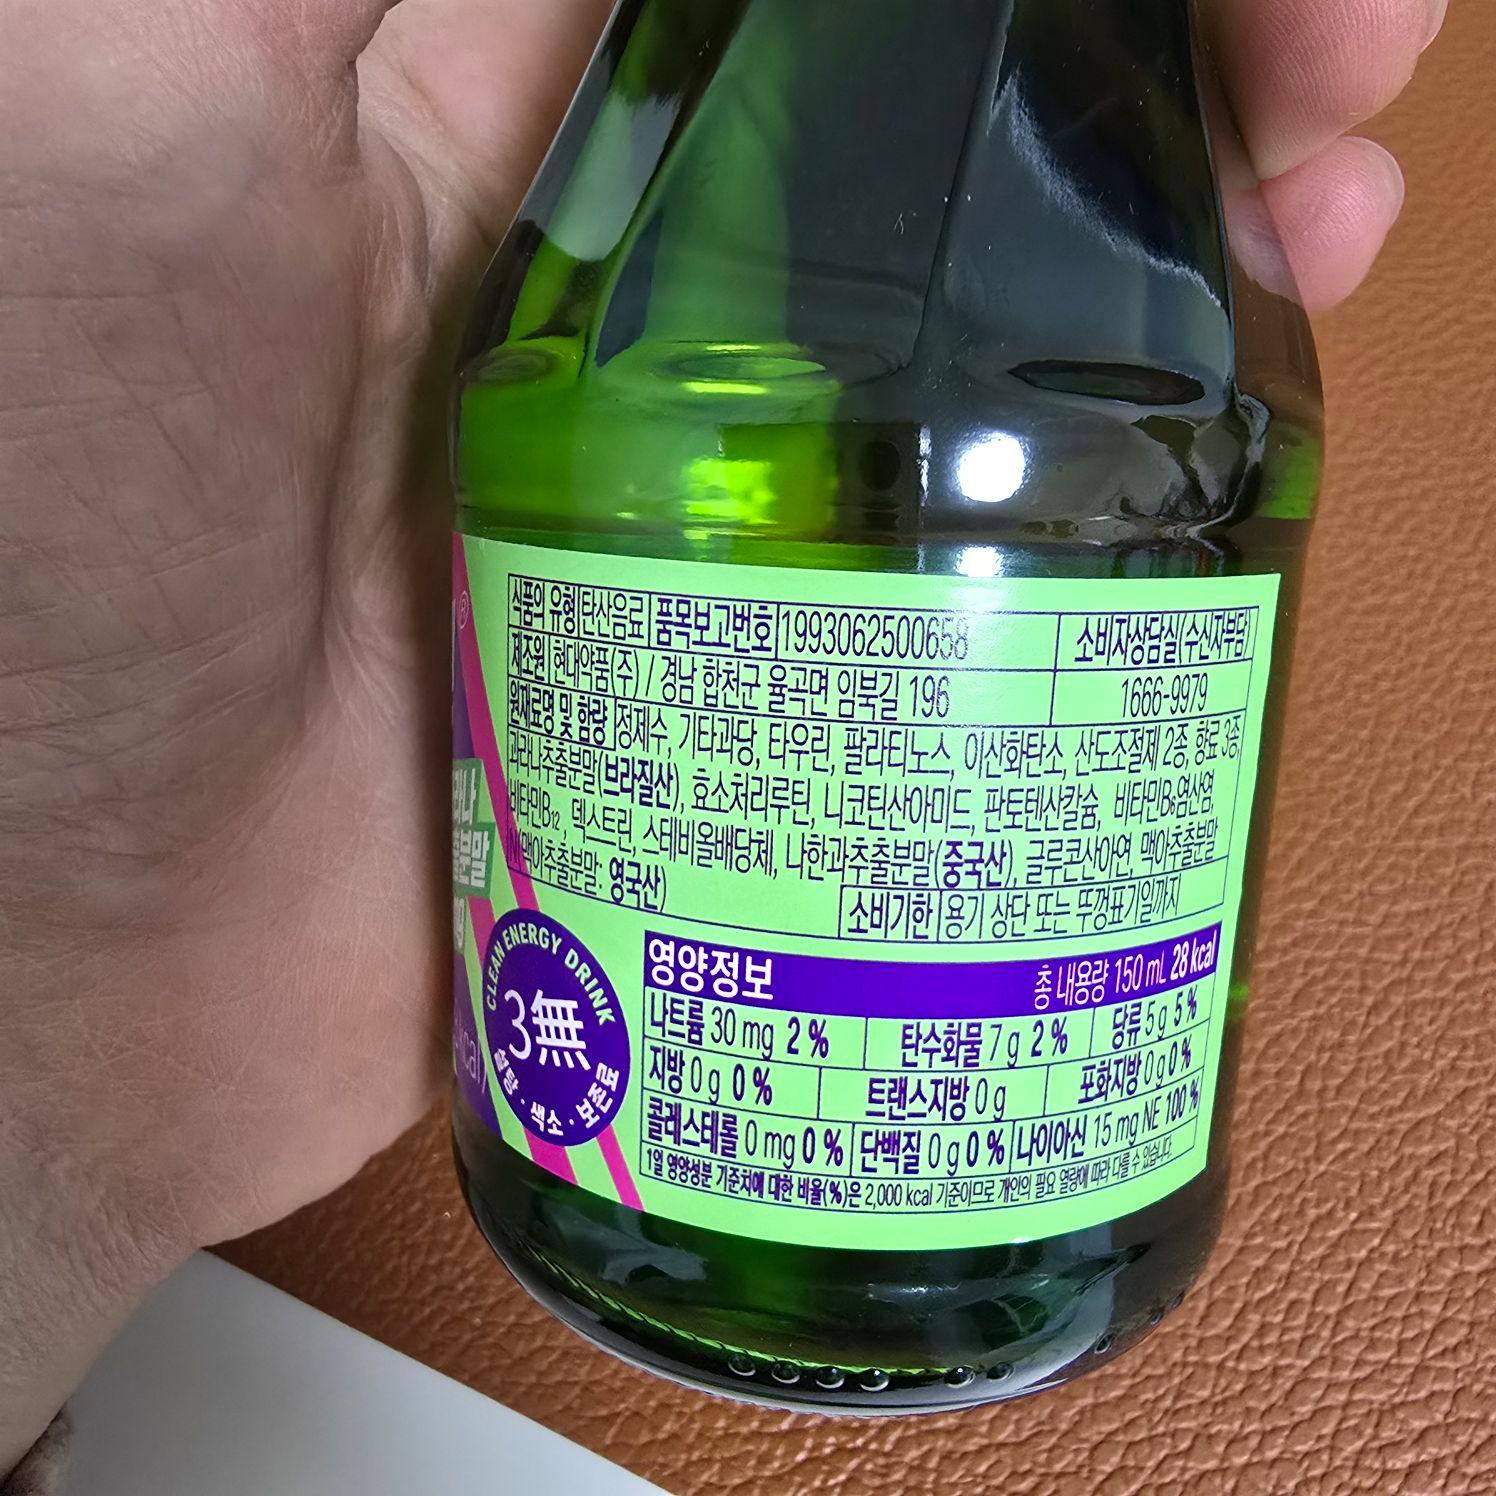 식품의 유형 탄산음료 품목보고번호 1993062500658 소비자상담실(수신자부담)
제조원 현대약품(주) / 경남 합천군 율곡면 임북길 196 1666-9979
원재료명 및 함량 정제수, 기타과당, 타우린, 팔라티노스, 이산화탄소, 산도조절제 2종, 향료 3종,
과라나추출분말(브라질산), 효소처리루틴, 니코틴산아미드, 판토텐산칼슘, 비타민B₆염산염,
비타민B₁₂, 덱스트린, 스테비올배당체, 나한과추출분말(중국산), 글루콘산아연, 맥아추출분말
N(맥아추출분말: 영국산)
소비기한 용기 상단 또는 뚜껑표기일까지
영양정보 총 내용량 150 mL 28 kcal
나트륨 30 mg 2 % 탄수화물 7 g 2 % 당류 5 g 5 %
지방 0 g 0 % 트랜스지방 0 g 포화지방 0 g 0 %
콜레스테롤 0 mg 0 % 단백질 0 g 0 % 나이아신 15 mg NE 100 %
1일 영양성분 기준치에 대한 비율(%)은 2,000 kcal 기준이므로 개인의 필요 열량에 따라 다를 수 있습니다.
CLEAN ENERGY DRINK
3無
설탕 · 색소 · 보존료
®
분말
kcal)